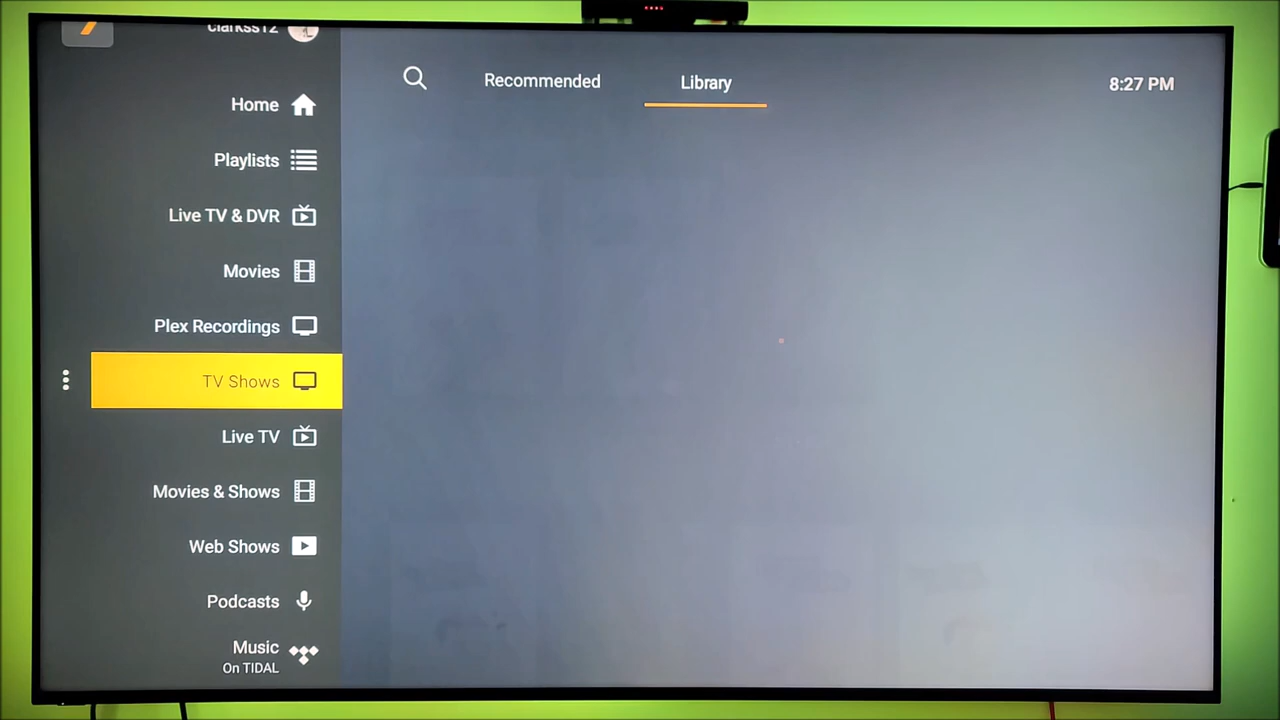 clarkss12
Home
Playlists
Live TV & DVR
Movies
Plex Recordings
TV Shows
Live TV
Movies & Shows
Web Shows
Podcasts
Music
On TIDAL
Recommended
Library
8:27 PM